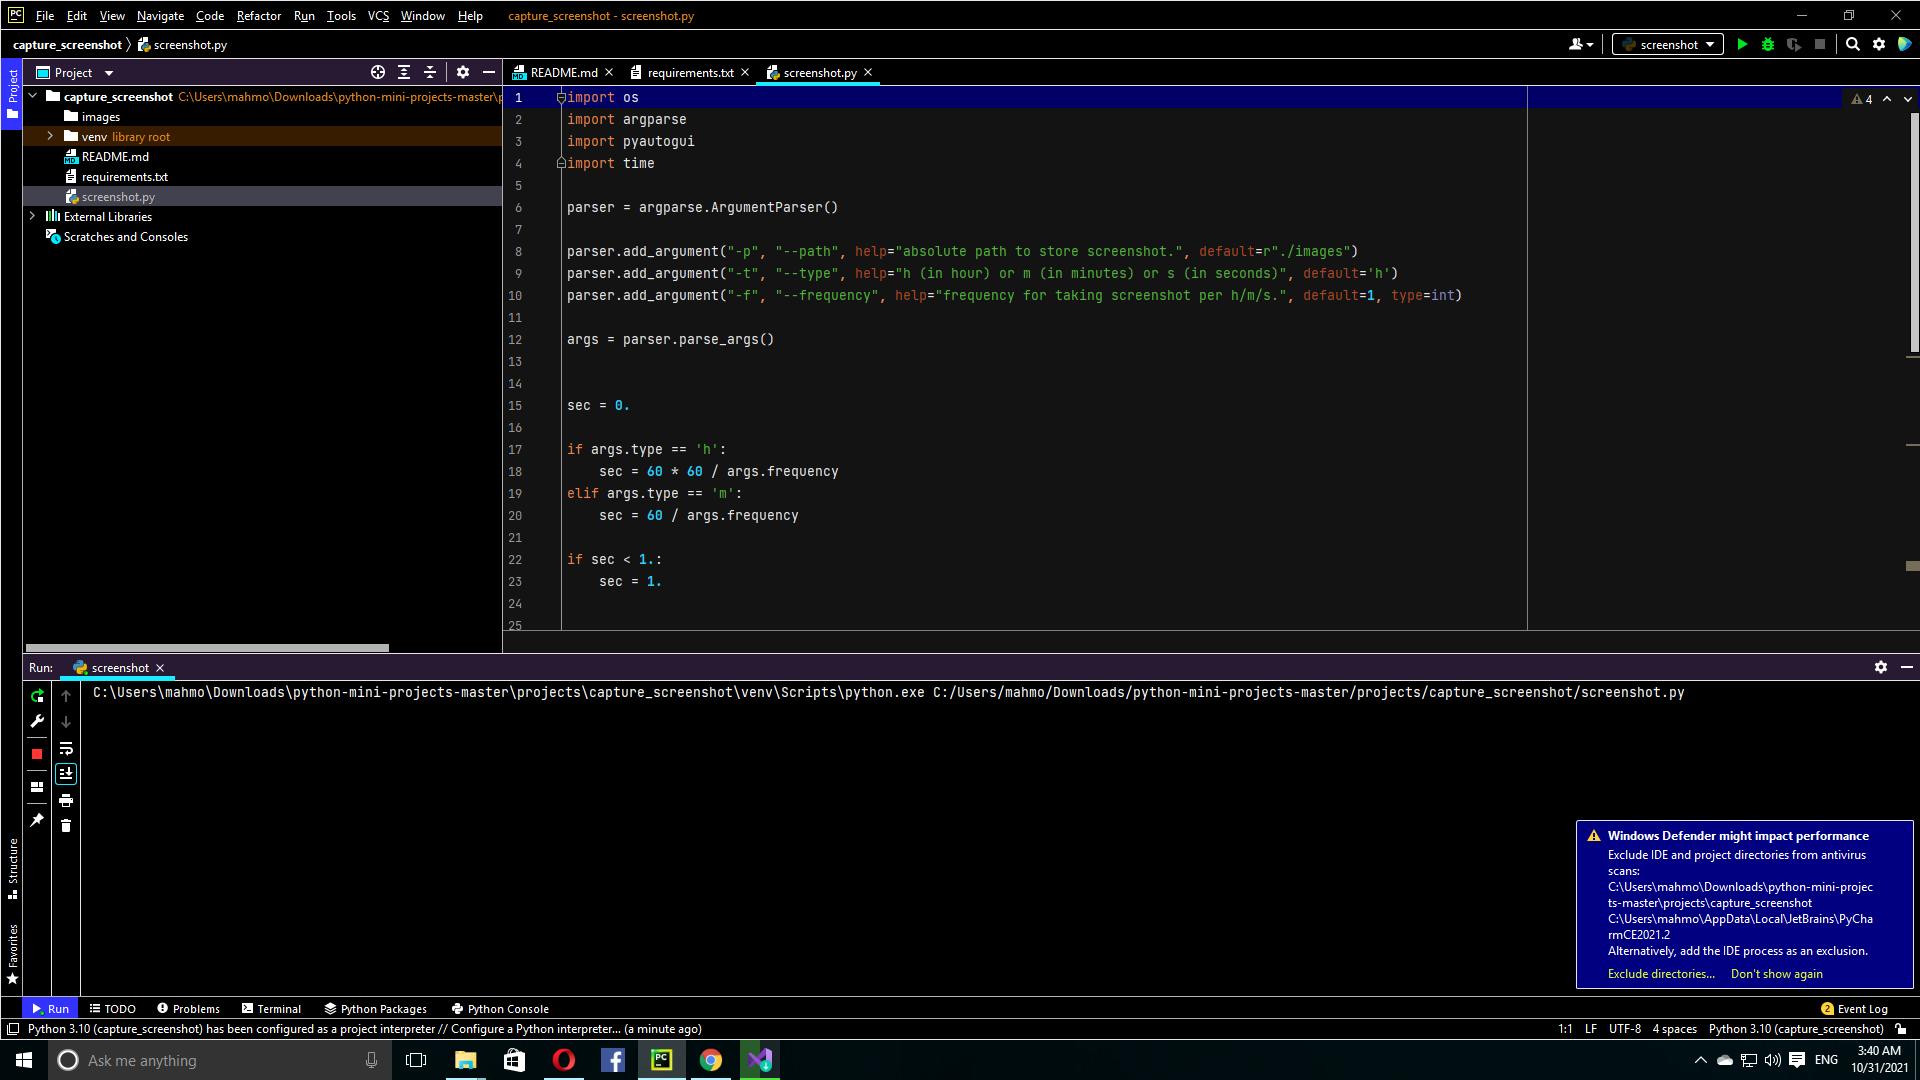 PC File Edit View Navigate Code Refactor Run Tools VCS Window Help capture_screenshot - screenshot.py
capture_screenshot screenshot.py
screenshot
Project
Project
capture_screenshot C:\Users\mahmo\Downloads\python-mini-projects-master\p
images
venv library root
README.md
requirements.txt
screenshot.py
External Libraries
Scratches and Consoles
README.md requirements.txt screenshot.py
4
1 import os
2 import argparse
3 import pyautogui
4 import time
5
6 parser = argparse.ArgumentParser()
7
8 parser.add_argument("-p", "--path", help="absolute path to store screenshot.", default=r"./images")
9 parser.add_argument("-t", "--type", help="h (in hour) or m (in minutes) or s (in seconds)", default='h')
10 parser.add_argument("-f", "--frequency", help="frequency for taking screenshot per h/m/s.", default=1, type=int)
11
12 args = parser.parse_args()
13
14
15 sec = 0.
16
17 if args.type == 'h':
18 sec = 60 * 60 / args.frequency
19 elif args.type == 'm':
20 sec = 60 / args.frequency
21
22 if sec < 1.:
23 sec = 1.
24
25
Run: screenshot
C:\Users\mahmo\Downloads\python-mini-projects-master\projects\capture_screenshot\venv\Scripts\python.exe C:/Users/mahmo/Downloads/python-mini-projects-master/projects/capture_screenshot/screenshot.py
Structure
Favorites
Windows Defender might impact performance
Exclude IDE and project directories from antivirus
scans:
C:\Users\mahmo\Downloads\python-mini-projec
ts-master\projects\capture_screenshot
C:\Users\mahmo\AppData\Local\JetBrains\PyCha
rmCE2021.2
Alternatively, add the IDE process as an exclusion.
Exclude directories... Don't show again
Run TODO Problems Terminal Python Packages Python Console 2 Event Log
Python 3.10 (capture_screenshot) has been configured as a project interpreter // Configure a Python interpreter... (a minute ago) 1:1 LF UTF-8 4 spaces Python 3.10 (capture_screenshot)
Ask me anything
PC
ENG
3:40 AM
10/31/2021